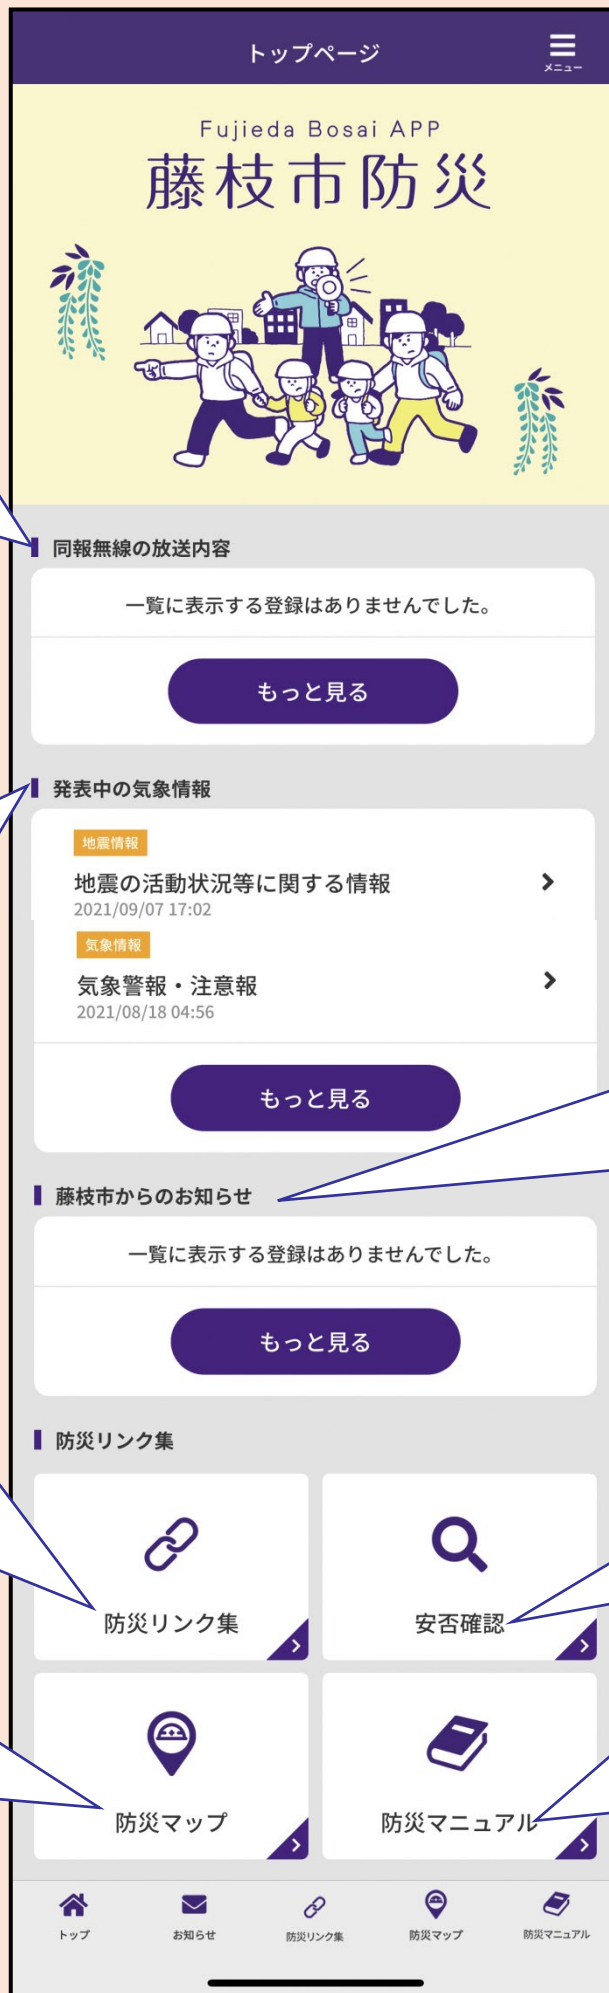 トップページ
メニュー
Fujieda Bosai APP
藤枝市防災
同報無線の放送内容
一覧に表示する登録はありませんでした。
もっと見る
発表中の気象情報
地震情報
地震の活動状況等に関する情報
2021/09/07 17:02
気象情報
気象警報・注意報
2021/08/18 04:56
もっと見る
藤枝市からのお知らせ
一覧に表示する登録はありませんでした。
もっと見る
防災リンク集
防災リンク集
安否確認
防災マップ
防災マニュアル
トップ
お知らせ
防災リンク集
防災マップ
防災マニュアル